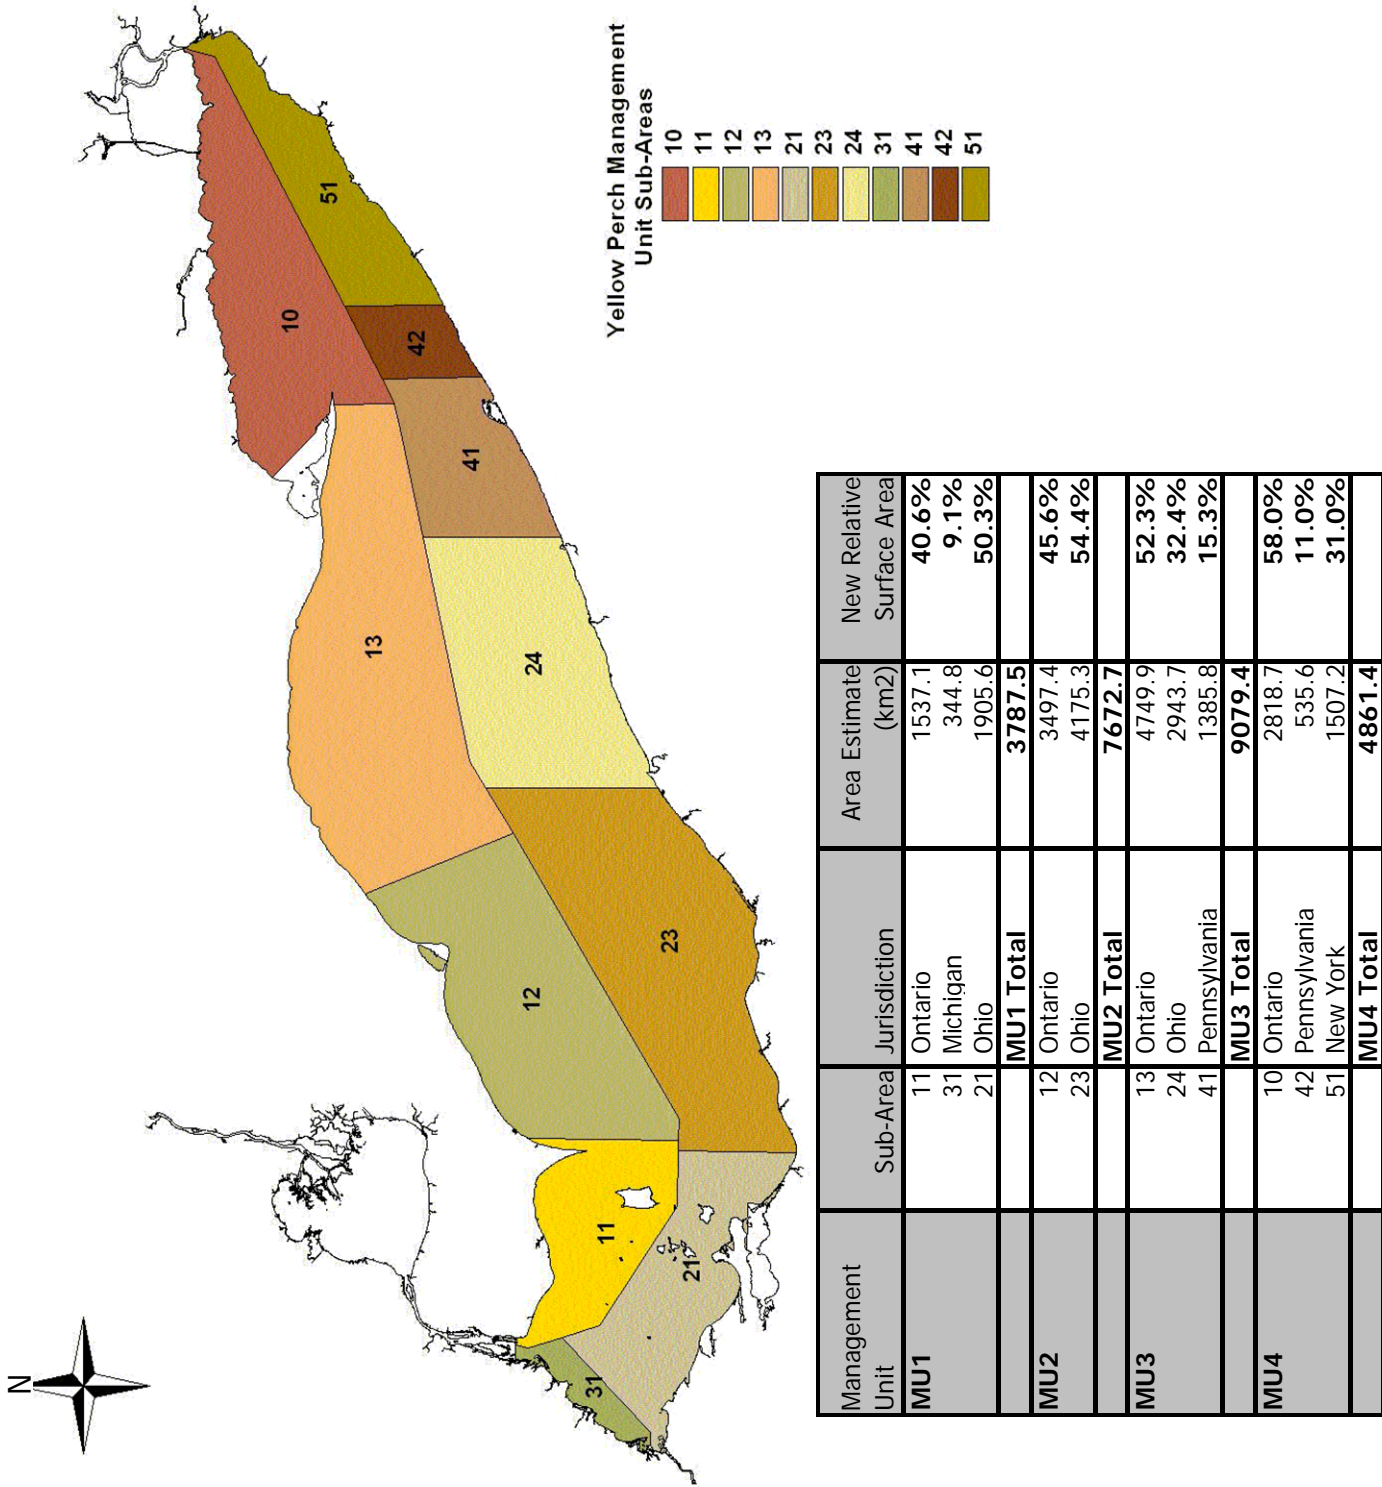 N
10
51
42
13
41
24
12
23
11
21
31
Yellow Perch Management
Unit Sub-Areas
10
11
12
13
21
23
24
31
41
42
51
Management Unit Sub-Area Jurisdiction Area Estimate (km2) New Relative Surface Area
MU1 11 Ontario 1537.1 40.6%
31 Michigan 344.8 9.1%
21 Ohio 1905.6 50.3%
MU1 Total 3787.5
MU2 12 Ontario 3497.4 45.6%
23 Ohio 4175.3 54.4%
MU2 Total 7672.7
MU3 13 Ontario 4749.9 52.3%
24 Ohio 2943.7 32.4%
41 Pennsylvania 1385.8 15.3%
MU3 Total 9079.4
MU4 10 Ontario 2818.7 58.0%
42 Pennsylvania 535.6 11.0%
51 New York 1507.2 31.0%
MU4 Total 4861.4